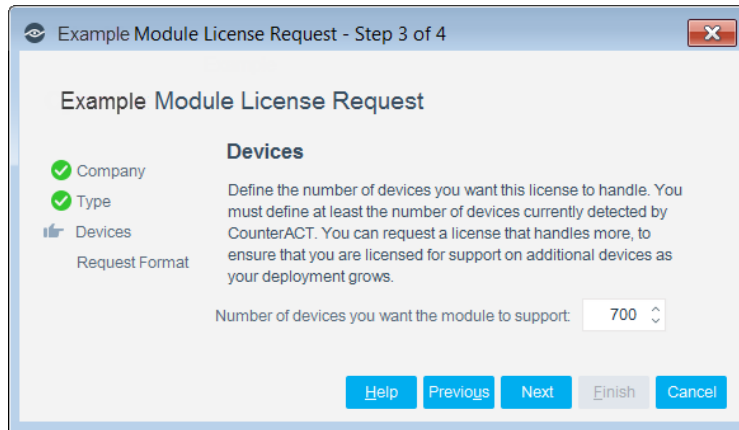 Example Module License Request - Step 3 of 4
Example Module License Request
Company
Type
Devices
Request Format
Devices
Define the number of devices you want this license to handle. You
must define at least the number of devices currently detected by
CounterACT. You can request a license that handles more, to
ensure that you are licensed for support on additional devices as
your deployment grows.
Number of devices you want the module to support: 700
Help Previous Next Finish Cancel